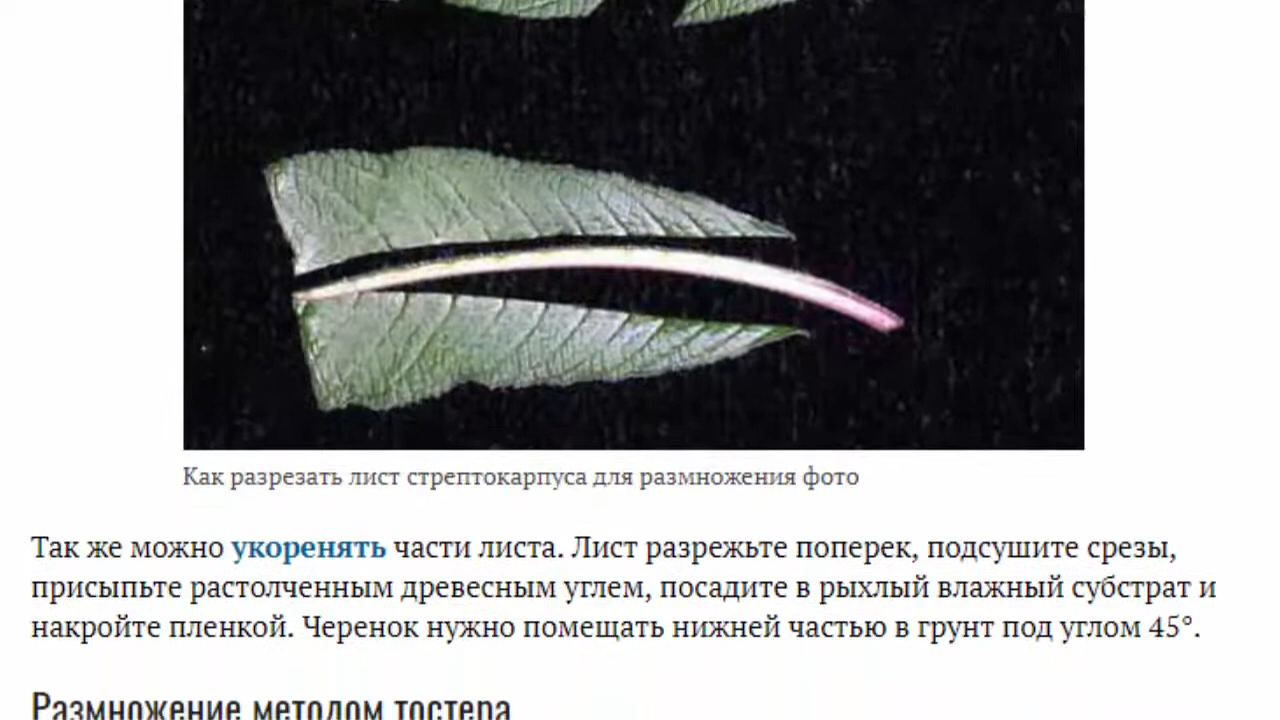 Как разрезать лист стрептокарпуса для размножения фото
Так же можно укоренять части листа. Лист разрежьте поперек, подсушите срезы,
присыпьте растолченным древесным углем, посадите в рыхлый влажный субстрат и
накройте пленкой. Черенок нужно помещать нижней частью в грунт под углом 45°.
Размножение методом тостера